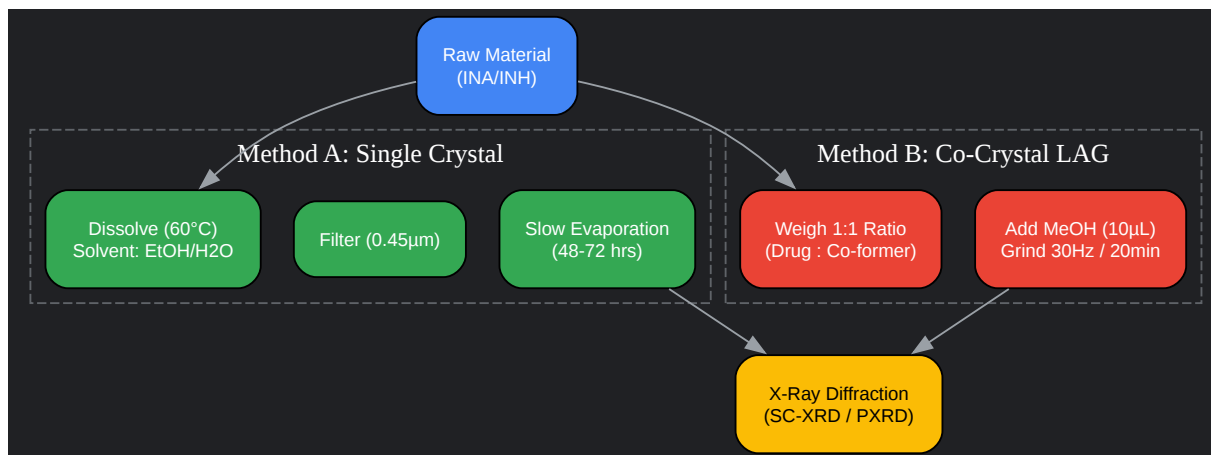 Raw Material
(INA/INH)
Method A: Single Crystal
Dissolve (60°C)
Solvent: EtOH/H2O
Filter (0.45µm)
Slow Evaporation
(48-72 hrs)
Method B: Co-Crystal LAG
Weigh 1:1 Ratio
(Drug : Co-former)
Add MeOH (10µL)
Grind 30Hz / 20min
X-Ray Diffraction
(SC-XRD / PXRD)